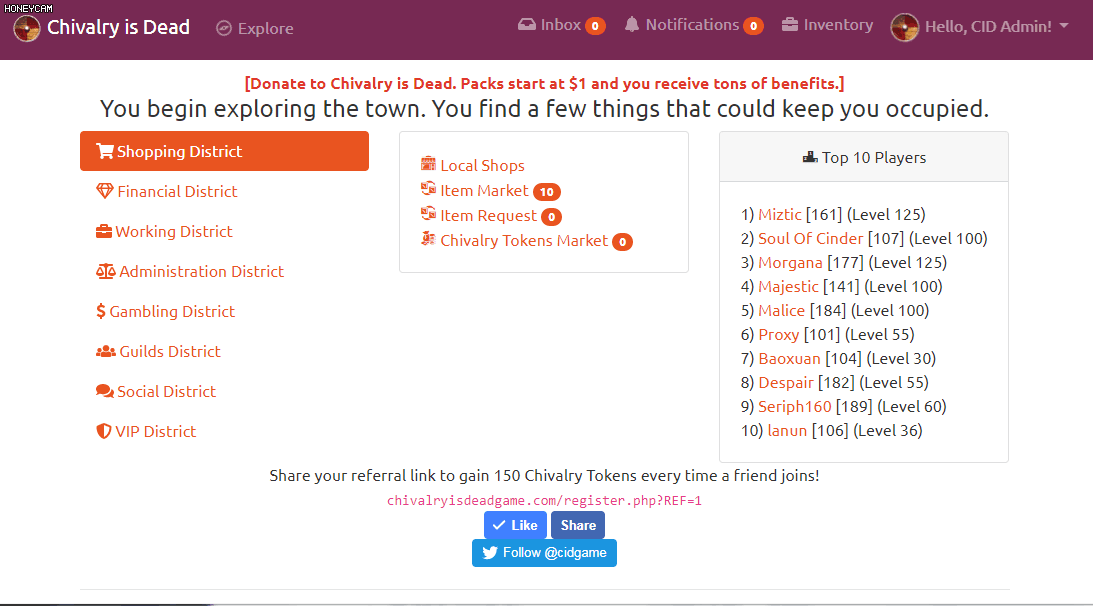 HONEYCAM
Chivalry is Dead
Explore
Inbox 0
Notifications 0
Inventory
Hello, CID Admin!
[Donate to Chivalry is Dead. Packs start at $1 and you receive tons of benefits.]
You begin exploring the town. You find a few things that could keep you occupied.
Shopping District
Financial District
Working District
Administration District
Gambling District
Guilds District
Social District
VIP District
Local Shops
Item Market 10
Item Request 0
Chivalry Tokens Market 0
Top 10 Players
1) Miztic [161] (Level 125)
2) Soul Of Cinder [107] (Level 100)
3) Morgana [177] (Level 125)
4) Majestic [141] (Level 100)
5) Malice [184] (Level 100)
6) Proxy [101] (Level 55)
7) Baoxuan [104] (Level 30)
8) Despair [182] (Level 55)
9) Seriph160 [189] (Level 60)
10) lanun [106] (Level 36)
Share your referral link to gain 150 Chivalry Tokens every time a friend joins!
chivalryisdeadgame.com/register.php?REF=1
Like
Share
Follow @cidgame